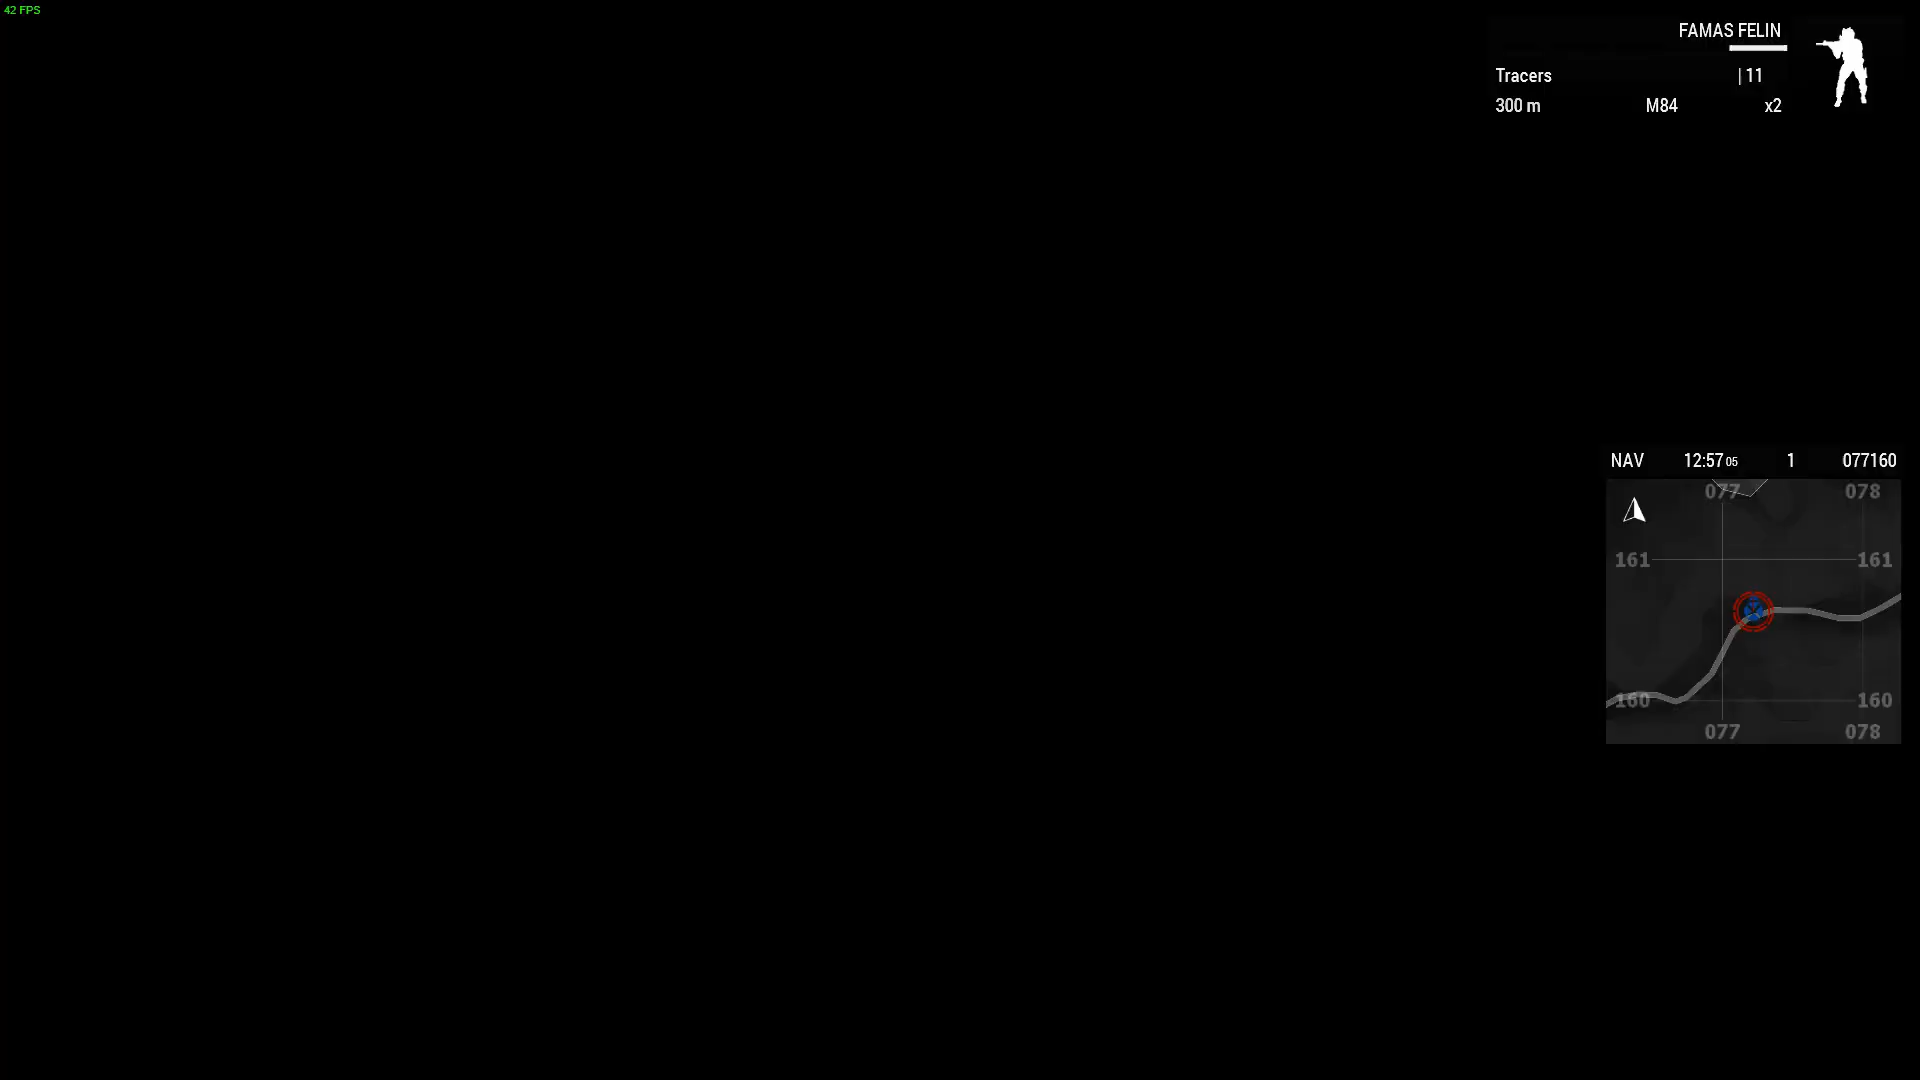 42 FPS
FAMAS FELIN
Tracers | 11
300 m M84 x2
NAV 12:57 05 1 077160
077 078
161 161
160 160
077 078